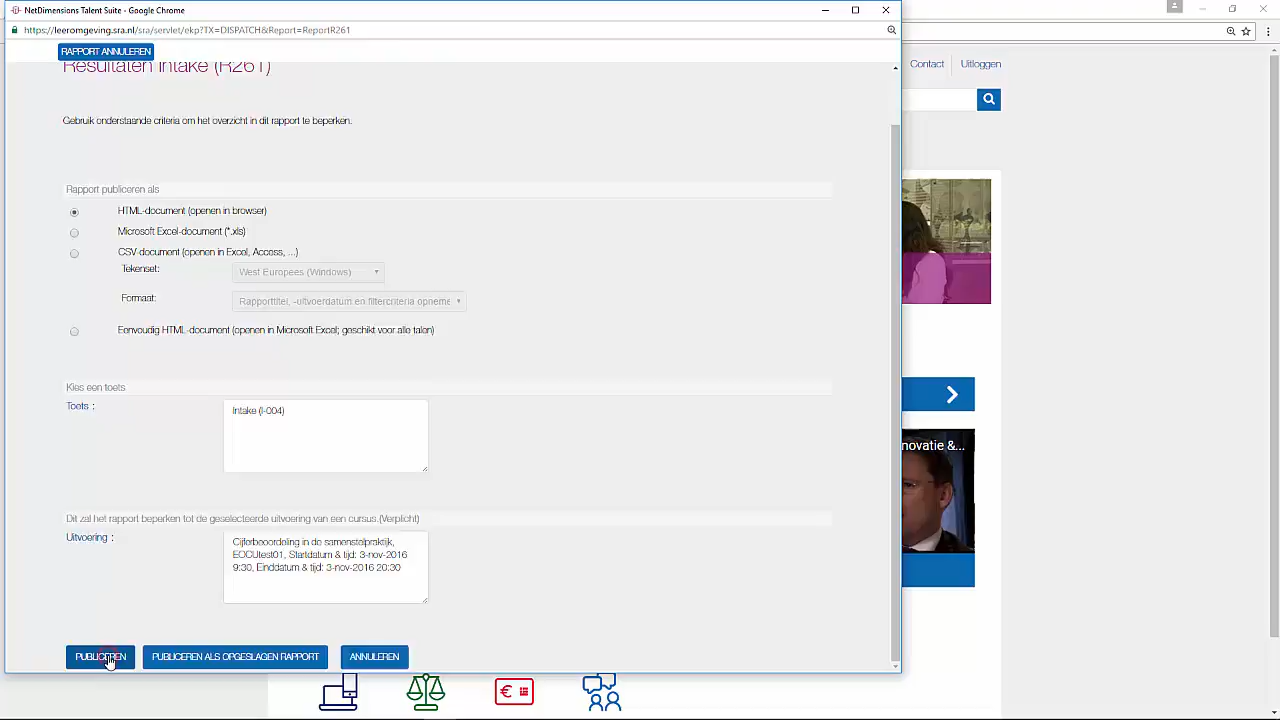 NetDimensions Talent Suite - Google Chrome
https://leeromgeving.sra.nl/sra/servlet/ekp?TX=DISPATCH&Report=ReportR261
RAPPORT ANNULEREN
Resultaten Intake (R261)
Contact
Uitloggen
Gebruik onderstaande criteria om het overzicht in dit rapport te beperken.
Rapport publiceren als
HTML-document (openen in browser)
Microsoft Excel-document (*.xls)
CSV-document (openen in Excel, Access, ...)
Tekenset:
West Europees (Windows)
Formaat:
Rapporttitel, -uitvoerdatum en filtercriteria opneme
Eenvoudig HTML-document (openen in Microsoft Excel; geschikt voor alle talen)
Kies een toets
Toets :
Intake (I-004)
novatie &...
Dit zal het rapport beperken tot de geselecteerde uitvoering van een cursus.(Verplicht)
Uitvoering :
Cijferbeoordeling in de samenstelpraktijk,
EOCUtest01, Startdatum & tijd: 3-nov-2016
9:30, Einddatum & tijd: 3-nov-2016 20:30
PUBLICEREN
PUBLICEREN ALS OPGESLAGEN RAPPORT
ANNULEREN